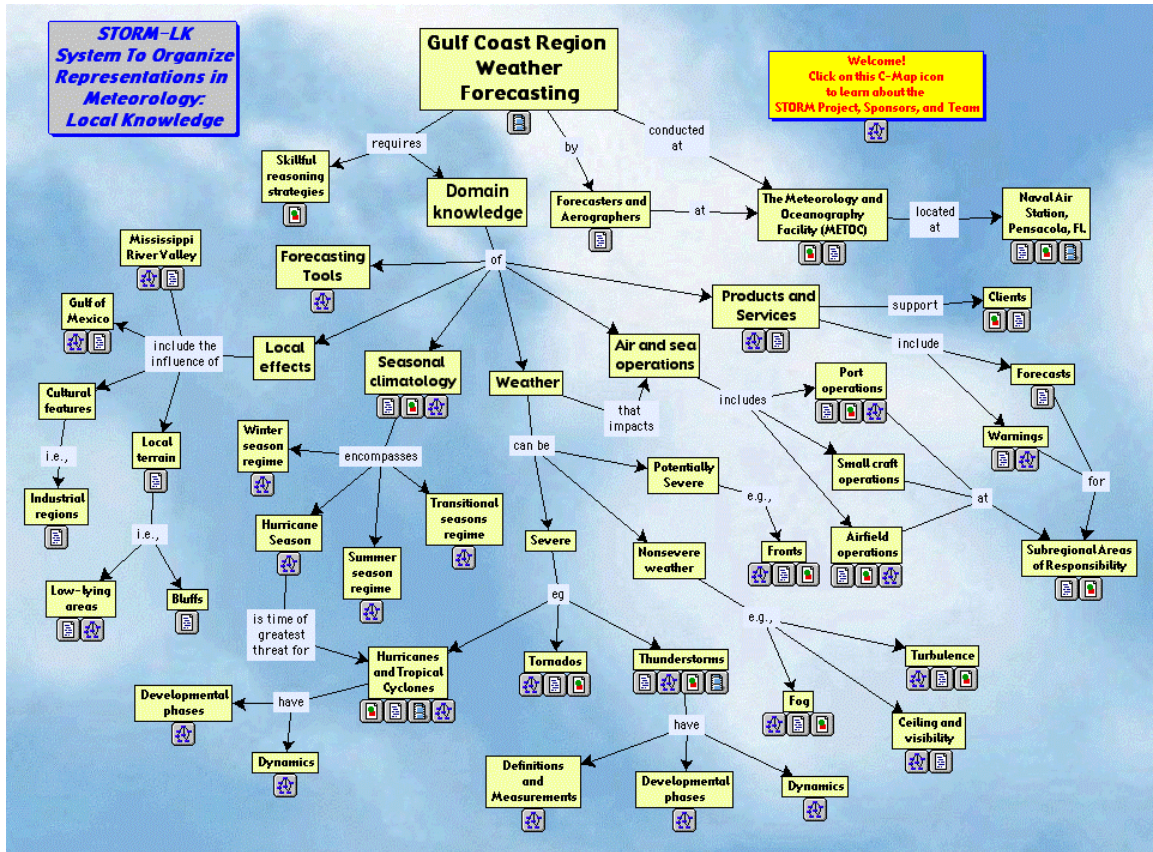 STORM-LK
System To Organize
Representations in
Meteorology:
Local Knowledge
Gulf Coast Region
Weather
Forecasting
Welcome!
Click on this C-Map icon
to learn about the
STORM Project, Sponsors, and Team
requires
by
conducted
at
Skillful
reasoning
strategies
Domain
knowledge
Forecasters and
Aerographers
at
The Meteorology and
Oceanography
Facility (METOC)
located
at
Naval Air
Station,
Pensacola, Fl.
Mississippi
River Valley
Forecasting
Tools
of
Products and
Services
support
Clients
Gulf of
Mexico
include the
influence of
Local
effects
Seasonal
climatology
Weather
Air and sea
operations
include
Forecasts
Cultural
features
that
impacts
includes
Port
operations
Warnings
i.e.,
Local
terrain
Winter
season
regime
encompasses
can be
Potentially
Severe
Small craft
operations
at
for
Industrial
regions
i.e.,
Hurricane
Season
Transitional
seasons
regime
e.g.,
Summer
season
regime
Severe
Nonsevere
weather
Fronts
Airfield
operations
Subregional Areas
of Responsibility
Low-lying
areas
Bluffs
is time of
greatest
threat for
eg
e.g.,
Hurricanes
and Tropical
Cyclones
Tornados
Thunderstorms
Turbulence
Developmental
phases
have
Fog
Ceiling and
visibility
Dynamics
have
Definitions
and
Measurements
Developmental
phases
Dynamics